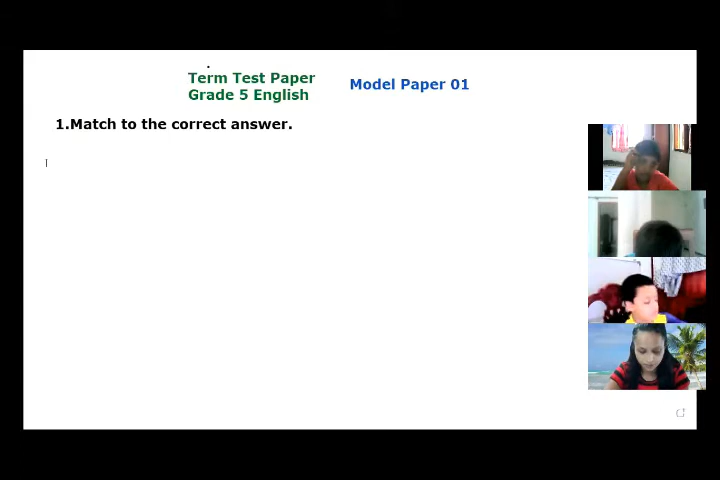 Term Test Paper
Grade 5 English
Model Paper 01
1.Match to the correct answer.